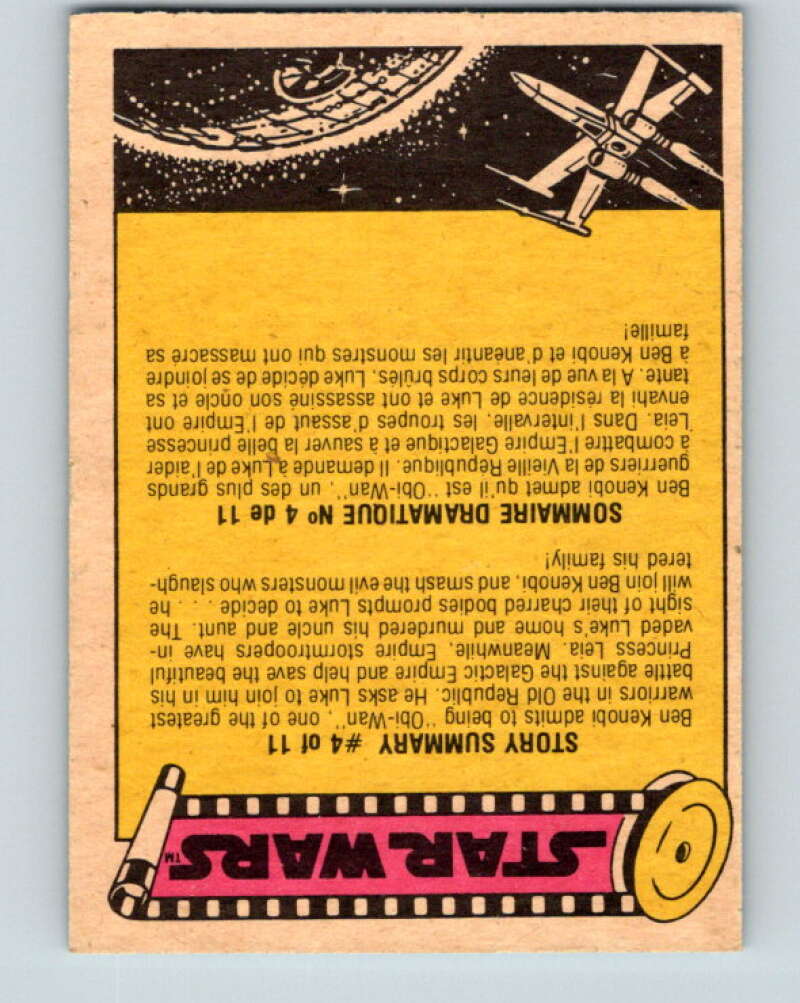 STAR WARS™
STORY SUMMARY #4 of 11
Ben Kenobi admits to being "Obi-Wan", one of the greatest
warriors in the Old Republic. He asks Luke to join him in his
battle against the Galactic Empire and help save the beautiful
Princess Leia. Meanwhile, Empire stormtroopers have in-
vaded Luke's home and murdered his uncle and aunt. The
sight of their charred bodies prompts Luke to decide . . . he
will join Ben Kenobi, and smash the evil monsters who slaugh-
tered his family!
SOMMAIRE DRAMATIQUE Nº 4 de 11
Ben Kenobi admet qu'il est "Obi-Wan", un des plus grands
guerriers de la Vieille République. Il demande à Luke de l'aider
à combattre l'Empire Galactique et à sauver la belle princesse
Leia. Dans l'intervalle, les troupes d'assaut de l'Empire ont
envahi la résidence de Luke et ont assassiné son oncle et sa
tante. A la vue de leurs corps brûlés, Luke décide de se joindre
à Ben Kenobi et d'anéantir les monstres qui ont massacré sa
famille!